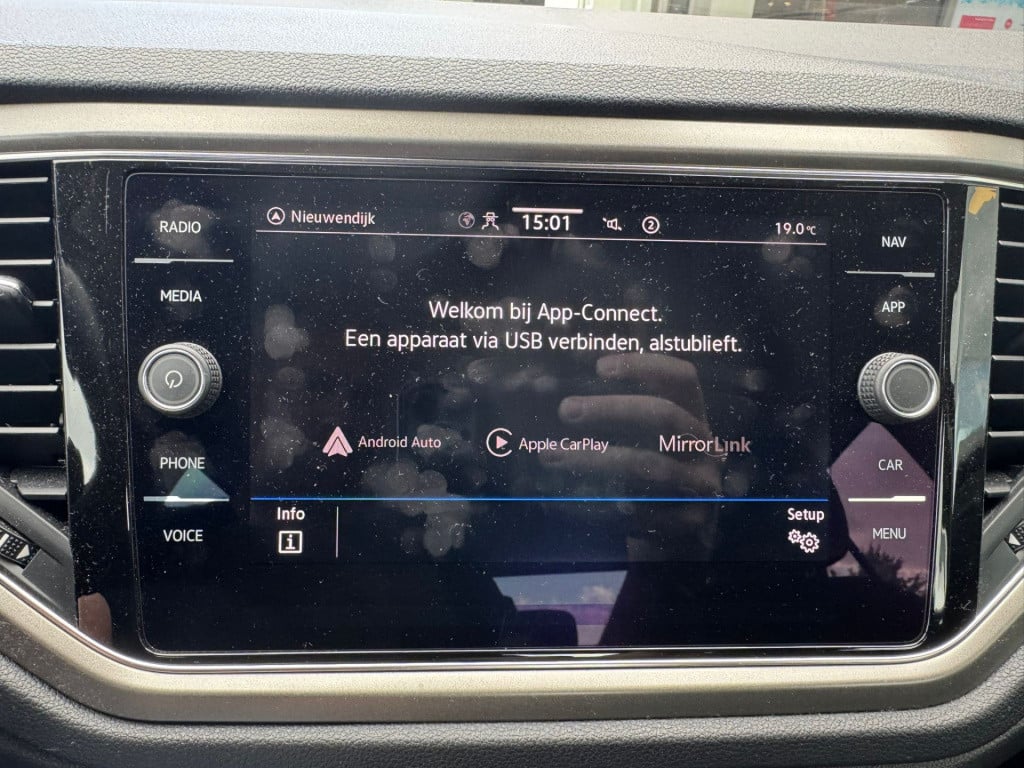 RADIO
MEDIA
PHONE
VOICE
Nieuwendijk
15:01
2
19.0°C
Welkom bij App-Connect.
Een apparaat via USB verbinden, alstublieft.
Android Auto
Apple CarPlay
MirrorLink
Info
i
Setup
NAV
APP
CAR
MENU